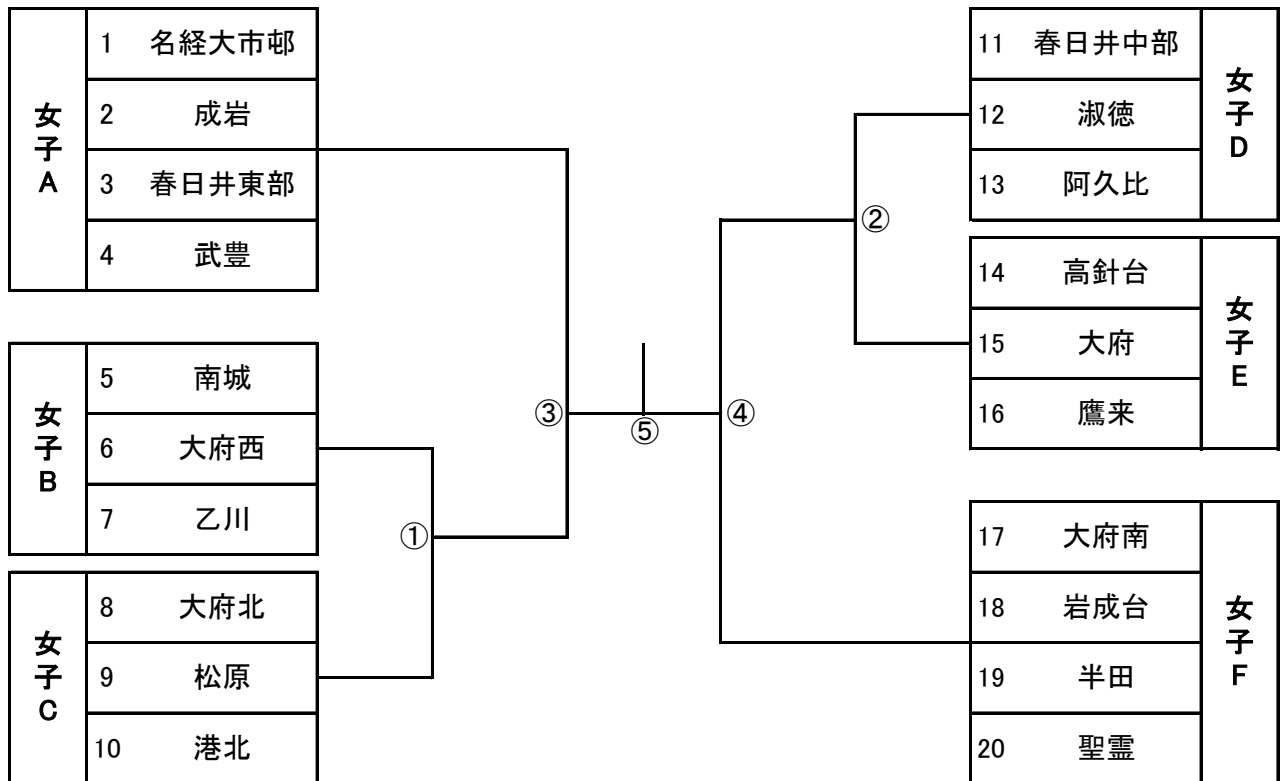 女子A
1 名経大市邨
2 成岩
3 春日井東部
4 武豊
女子B
5 南城
6 大府西
7 乙川
女子C
8 大府北
9 松原
10 港北
①
③
⑤
④
②
女子D
11 春日井中部
12 淑徳
13 阿久比
女子E
14 高針台
15 大府
16 鷹来
女子F
17 大府南
18 岩成台
19 半田
20 聖霊